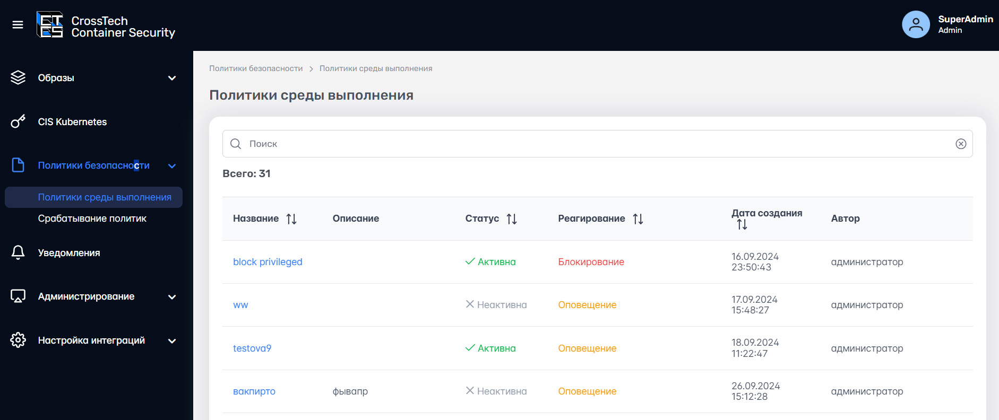 CrossTech
Container Security
SuperAdmin
Admin
Образы
CIS Kubernetes
Политики безопасности
Политики среды выполнения
Срабатывание политик
Уведомления
Администрирование
Настройка интеграций
Политики безопасности > Политики среды выполнения
Политики среды выполнения
Поиск
Всего: 31
Название Описание Статус Реагирование Дата создания Автор
block privileged Активна Блокирование 16.09.2024 23:50:43 администратор
ww Неактивна Оповещение 17.09.2024 15:48:27 администратор
testova9 Активна Оповещение 18.09.2024 11:22:47 администратор
вакпирто фывапр Неактивна Оповещение 26.09.2024 15:12:28 администратор